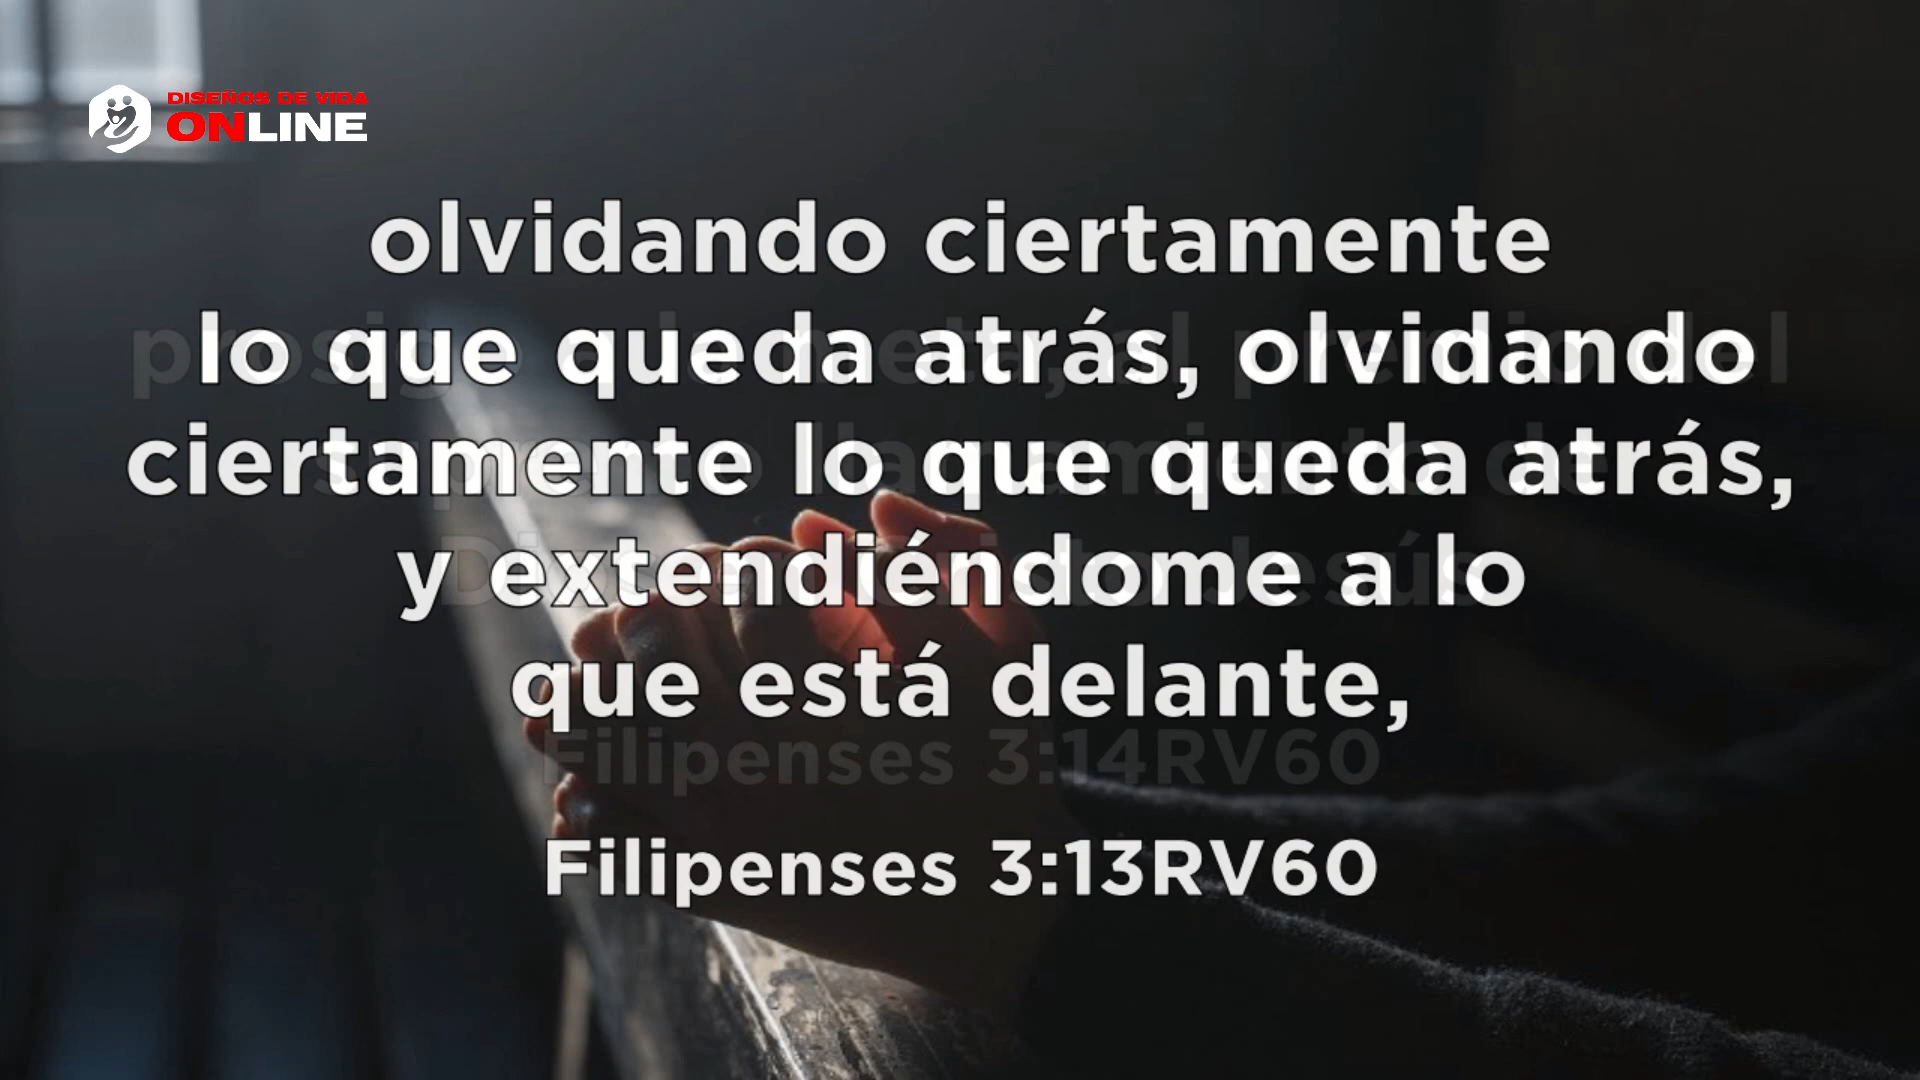 DISEÑOS DE VIDA
ONLINE
olvidando ciertamente
lo que queda atrás, olvidando
ciertamente lo que queda atrás,
y extendiéndome a lo
que está delante,
Filipenses 3:14RV60
Filipenses 3:13RV60